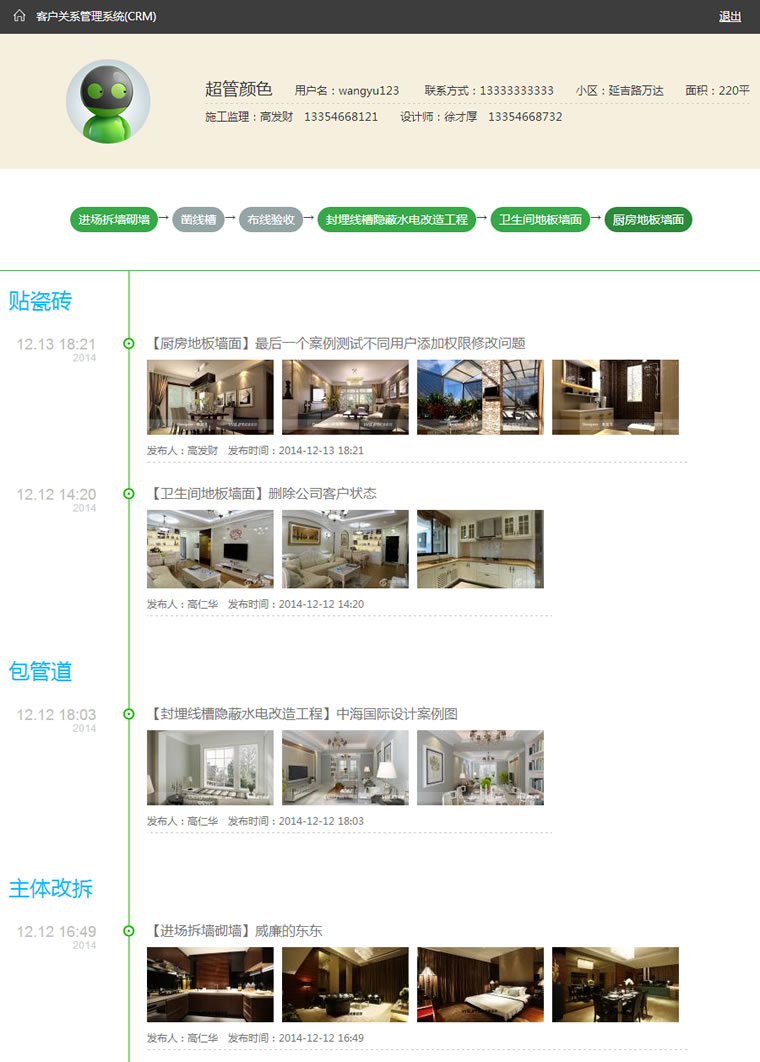 客户关系管理系统(CRM) 退出
超管颜色 用户名：wangyu123 联系方式：13333333333 小区：延吉路万达 面积：220平
施工监理：高发财 13354668121 设计师：徐才厚 13354668732
进场拆墙砌墙→凿线槽→布线验收→封埋线槽隐蔽水电改造工程→卫生间地板墙面→厨房地板墙面
贴瓷砖
12.13 18:21 【厨房地板墙面】最后一个案例测试不同用户添加权限修改问题
2014
发布人：高发财 发布时间：2014-12-13 18:21
12.12 14:20 【卫生间地板墙面】删除公司客户状态
2014
发布人：高仁华 发布时间：2014-12-12 14:20
包管道
12.12 18:03 【封埋线槽隐蔽水电改造工程】中海国际设计案例图
2014
发布人：高仁华 发布时间：2014-12-12 18:03
主体改拆
12.12 16:49 【进场拆墙砌墙】威廉的东东
2014
发布人：高仁华 发布时间：2014-12-12 16:49